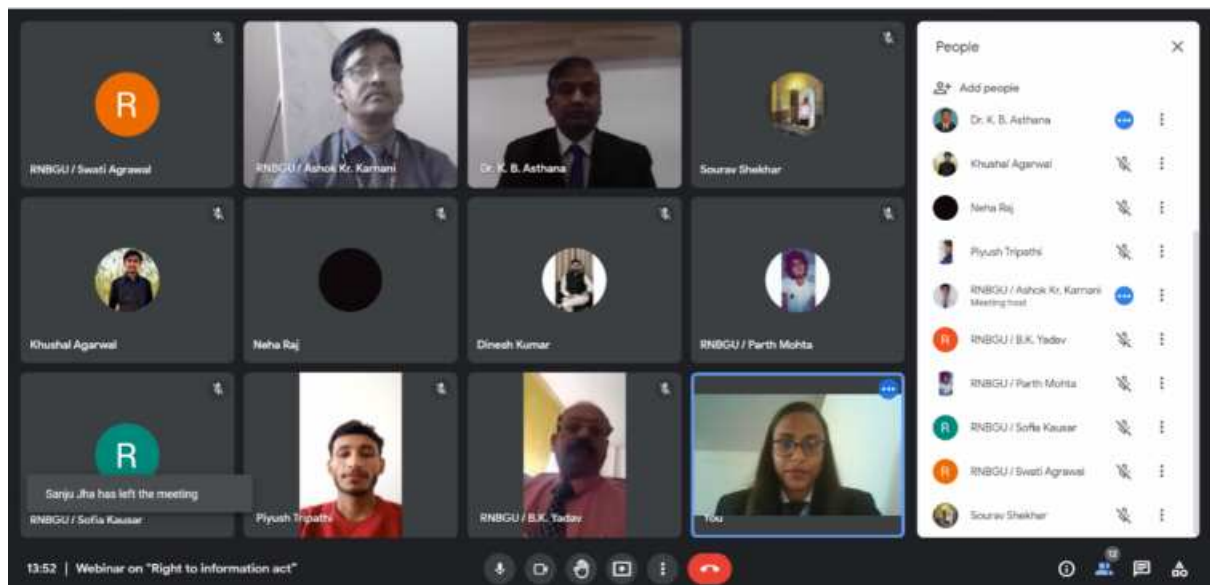 R
RNBGU / Swati Agrawal
RNBGU / Ashok Kr. Karnani
Dr. K. B. Asthana
Sourav Shekhar
Khushal Agarwal
Neha Raj
Dinesh Kumar
RNBGU / Parth Mohta
R
Sanju Jha has left the meeting
RNBGU / Sofia Kausar
Piyush Tripathi
RNBGU / B.K. Yadav
You
13:52 | Webinar on "Right to information act"
People
Add people
Dr. K. B. Asthana
Khushal Agarwal
Neha Raj
Piyush Tripathi
RNBGU / Ashok Kr. Karnani
Meeting host
R
RNBGU / B.K. Yadav
RNBGU / Parth Mohta
R
RNBGU / Sofia Kausar
R
RNBGU / Swati Agrawal
Sourav Shekhar
12